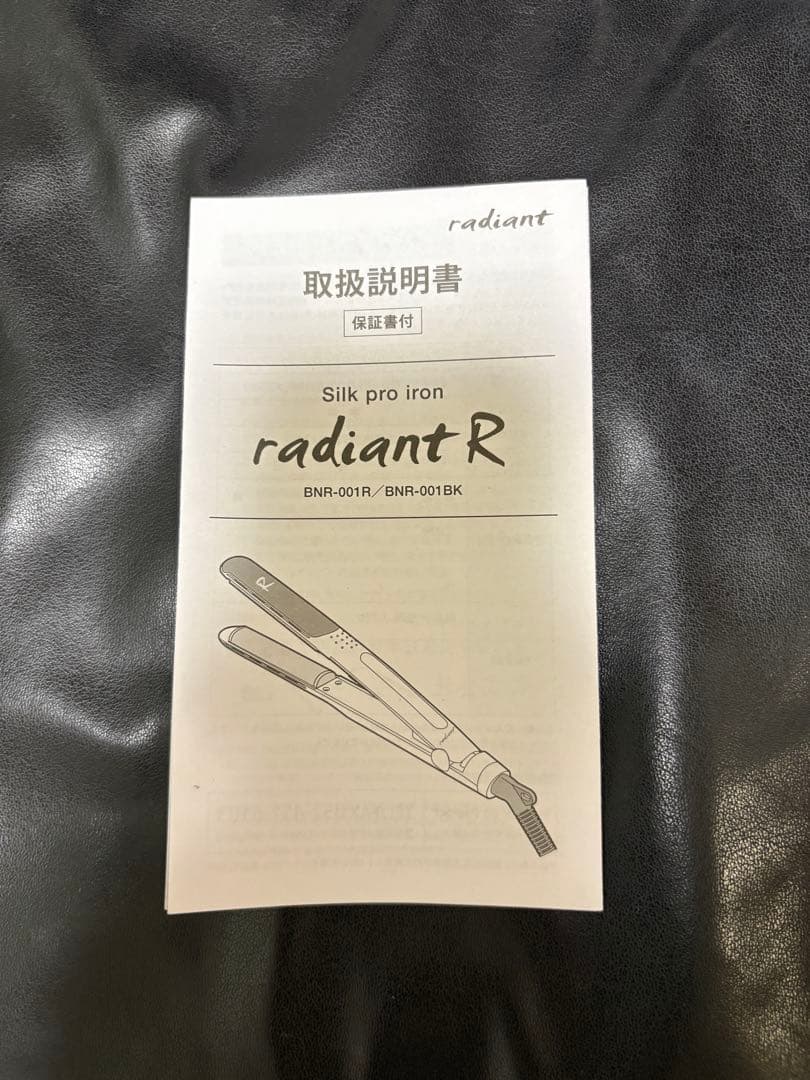 radiant
取扱説明書
保証書付
Silk pro iron
radiant R
BNR-001R／BNR-001BK
R